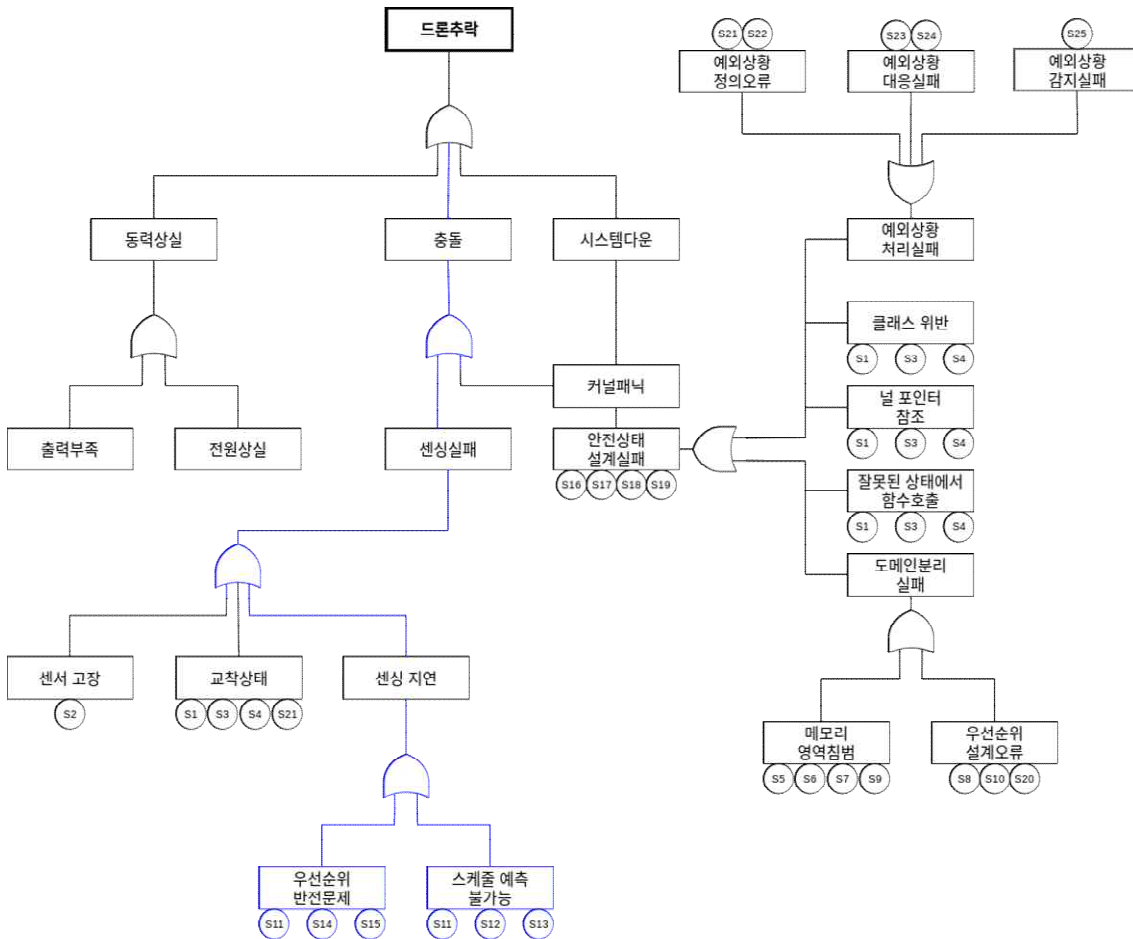 드론추락
S21 S22
S23 S24
S25
예외상황
정의오류
예외상황
대응실패
예외상황
감지실패
동력상실
충돌
시스템다운
예외상황
처리실패
클래스 위반
S1 S3 S4
커널패닉
널 포인터
참조
S1 S3 S4
출력부족
전원상실
센싱실패
안전상태
설계실패
S16 S17 S18 S19
잘못된 상태에서
함수호출
S1 S3 S4
도메인분리
실패
센서 고장
S2
교착상태
S1 S3 S4 S21
센싱 지연
메모리
영역침범
S5 S6 S7 S9
우선순위
설계오류
S8 S10 S20
우선순위
반전문제
S11 S14 S15
스케줄 예측
불가능
S11 S12 S13